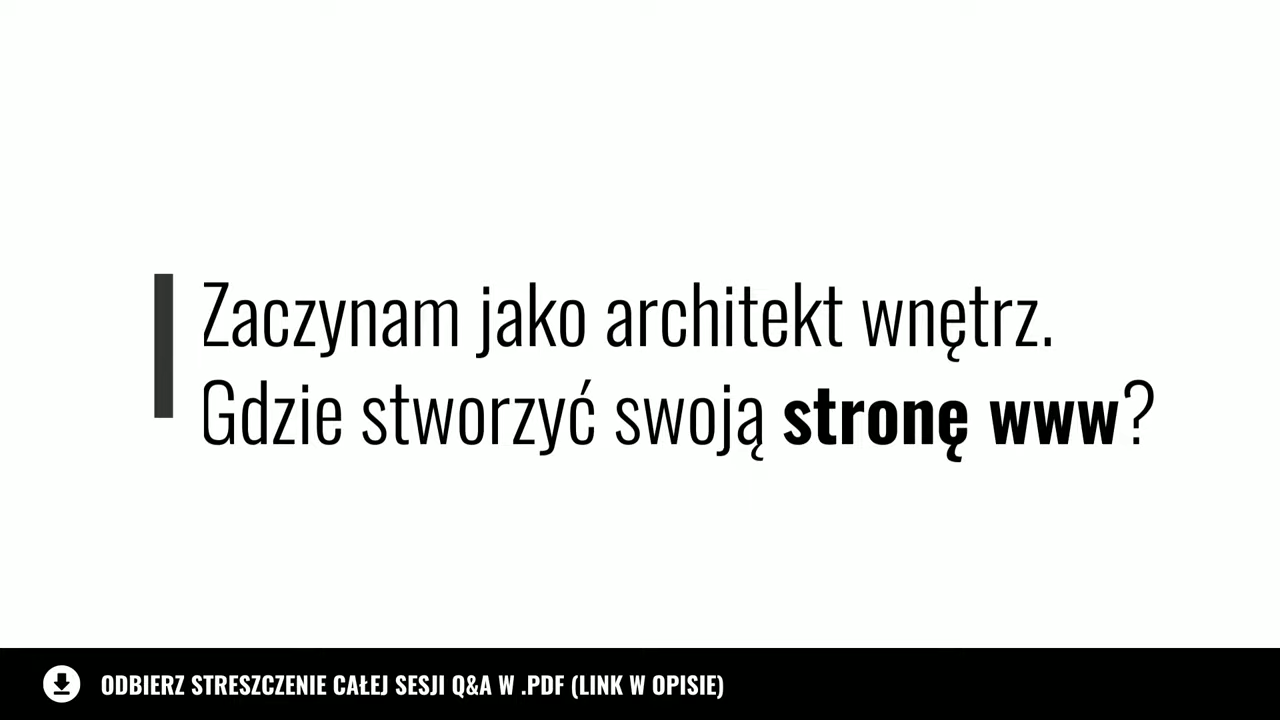 Zaczynam jako architekt wnętrz.
Gdzie stworzyć swoją stronę www?
ODBIERZ STRESZCZENIE CAŁEJ SESJI Q&A W .PDF (LINK W OPISIE)